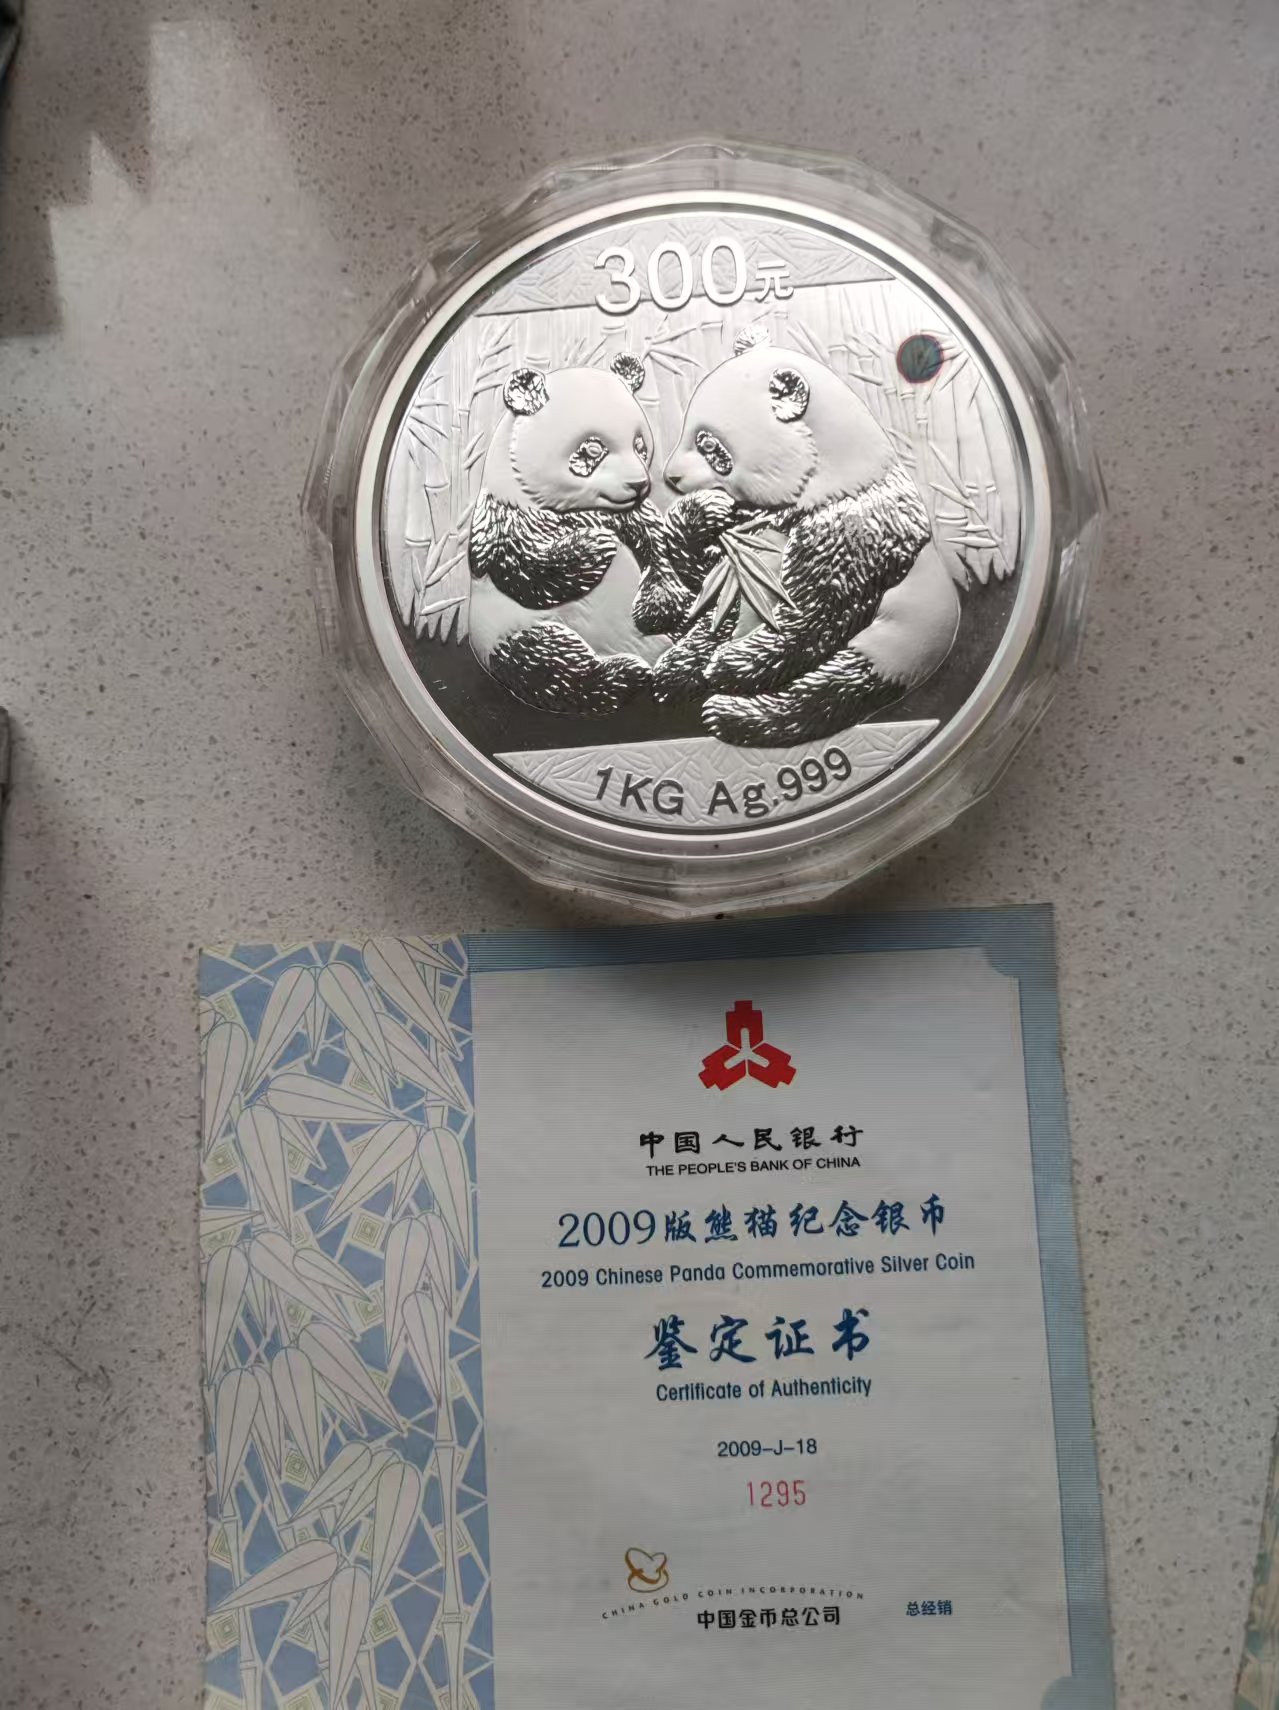 300元
1KG Ag.999
中国人民银行
THE PEOPLE'S BANK OF CHINA
2009版熊猫纪念银币
2009 Chinese Panda Commemorative Silver Coin
鉴定证书
Certificate of Authenticity
2009-J-18
1295
CHINA GOLD COIN INCORPORATION
中国金币总公司 总经销